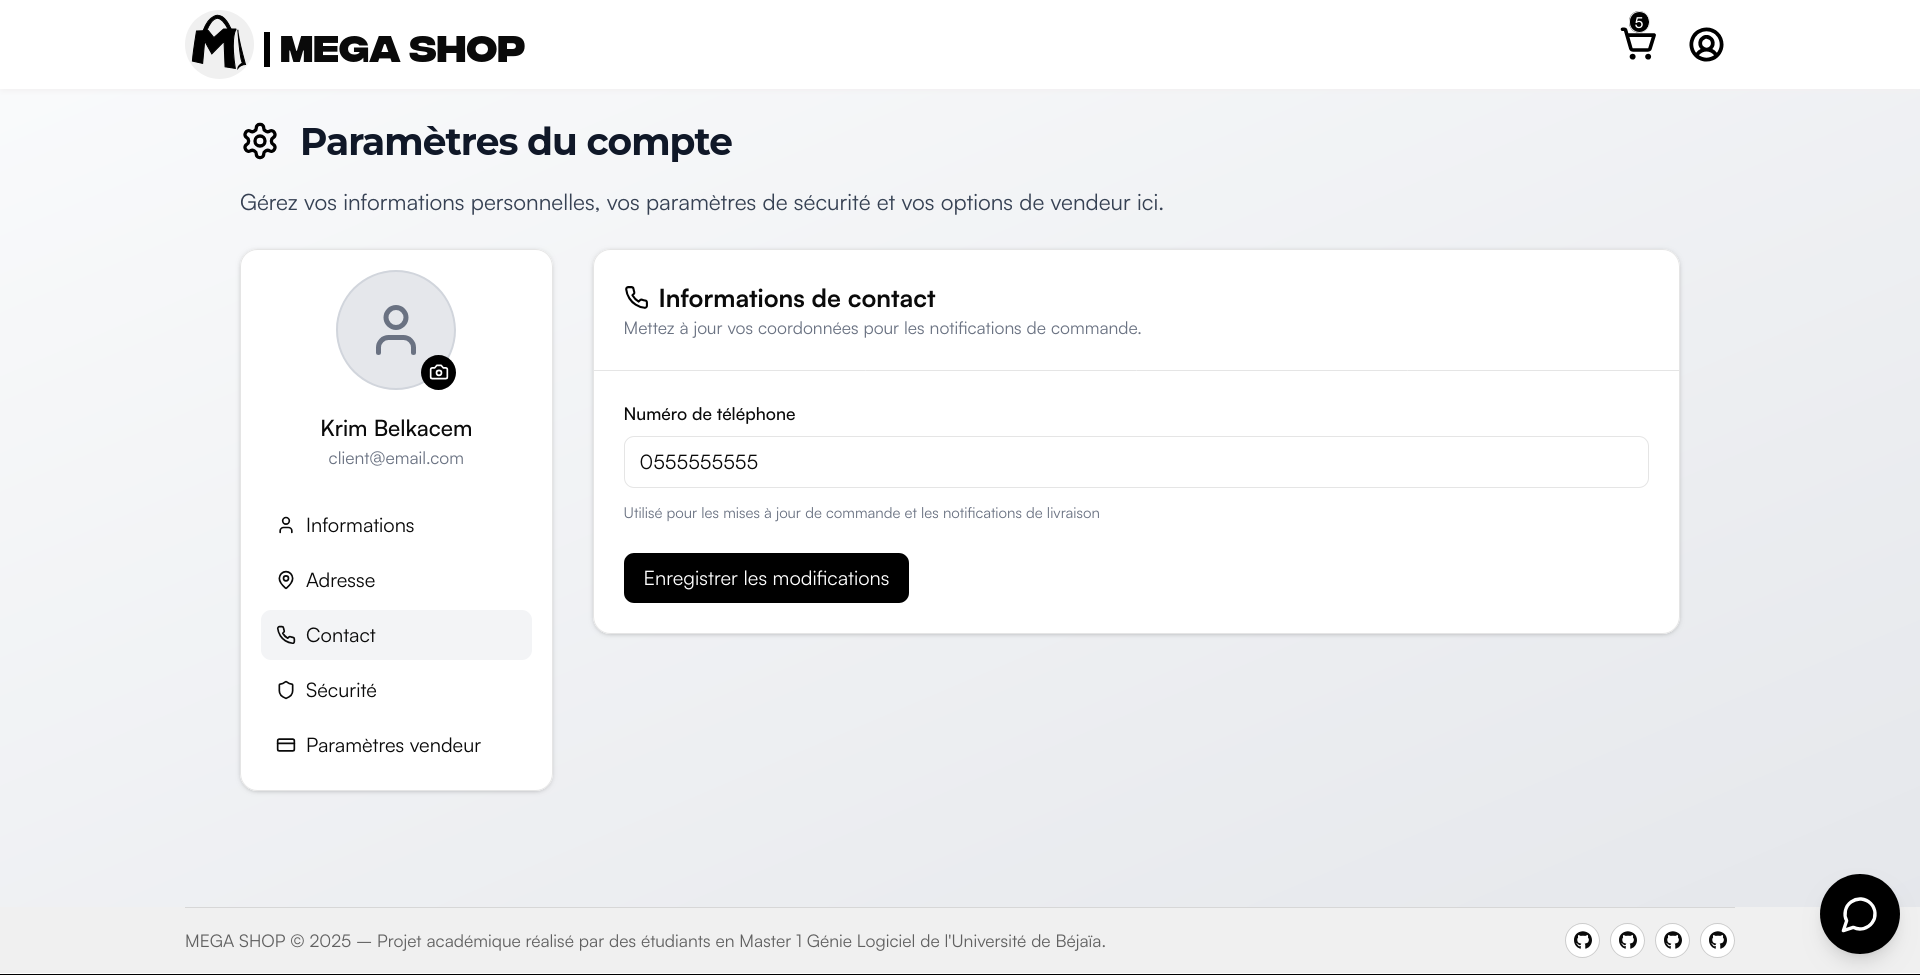 | MEGA SHOP
5
Paramètres du compte
Gérez vos informations personnelles, vos paramètres de sécurité et vos options de vendeur ici.
Krim Belkacem
client@email.com
Informations
Adresse
Contact
Sécurité
Paramètres vendeur
Informations de contact
Mettez à jour vos coordonnées pour les notifications de commande.
Numéro de téléphone
0555555555
Utilisé pour les mises à jour de commande et les notifications de livraison
Enregistrer les modifications
MEGA SHOP © 2025 — Projet académique réalisé par des étudiants en Master 1 Génie Logiciel de l'Université de Béjaïa.